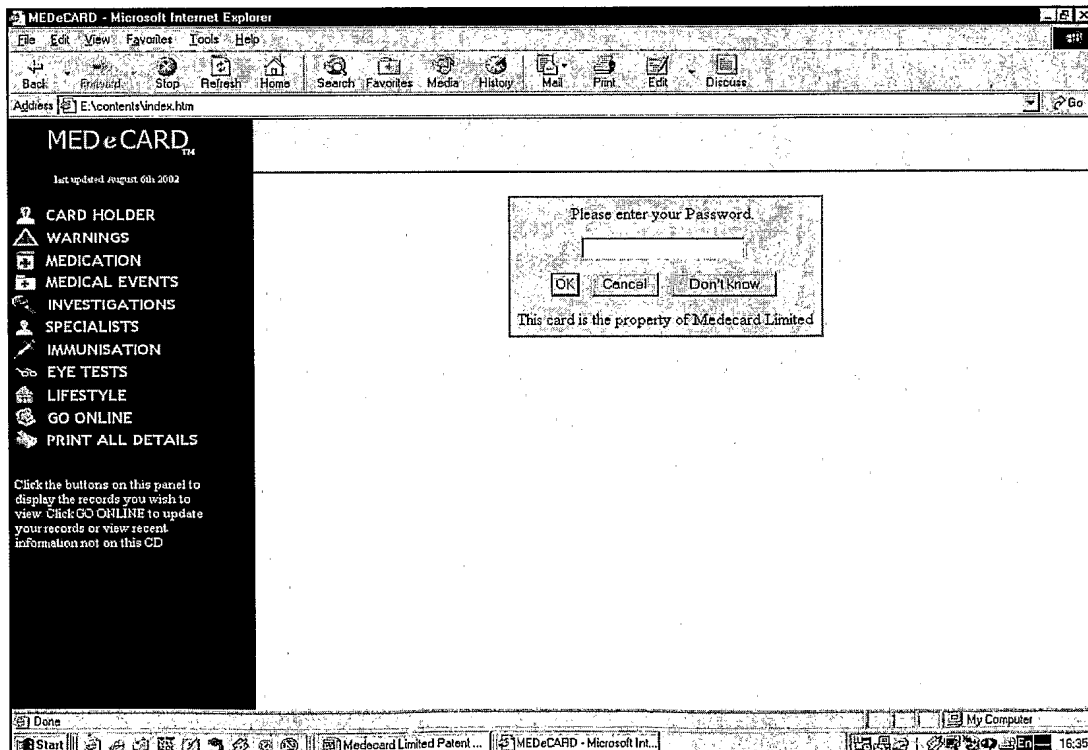 MEDeCARD - Microsoft Internet Explorer
File Edit View Favorites Tools Help
Back Forward Stop Refresh Home Search Favorites Media History Mail Print Edit Discuss
Address E:\contents\index.htm Go
MEDeCARD TM
last updated August 6th 2002
CARD HOLDER
WARNINGS
MEDICATION
MEDICAL EVENTS
INVESTIGATIONS
SPECIALISTS
IMMUNISATION
EYE TESTS
LIFESTYLE
GO ONLINE
PRINT ALL DETAILS
Click the buttons on this panel to
display the records you wish to
view. Click GO ONLINE to update
your records or view recent
information not on this CD
Please enter your Password.
OK Cancel Don't Know
This card is the property of Medecard Limited
Done My Computer
Start Medecard Limited Patent ... MEDeCARD - Microsoft Int... En